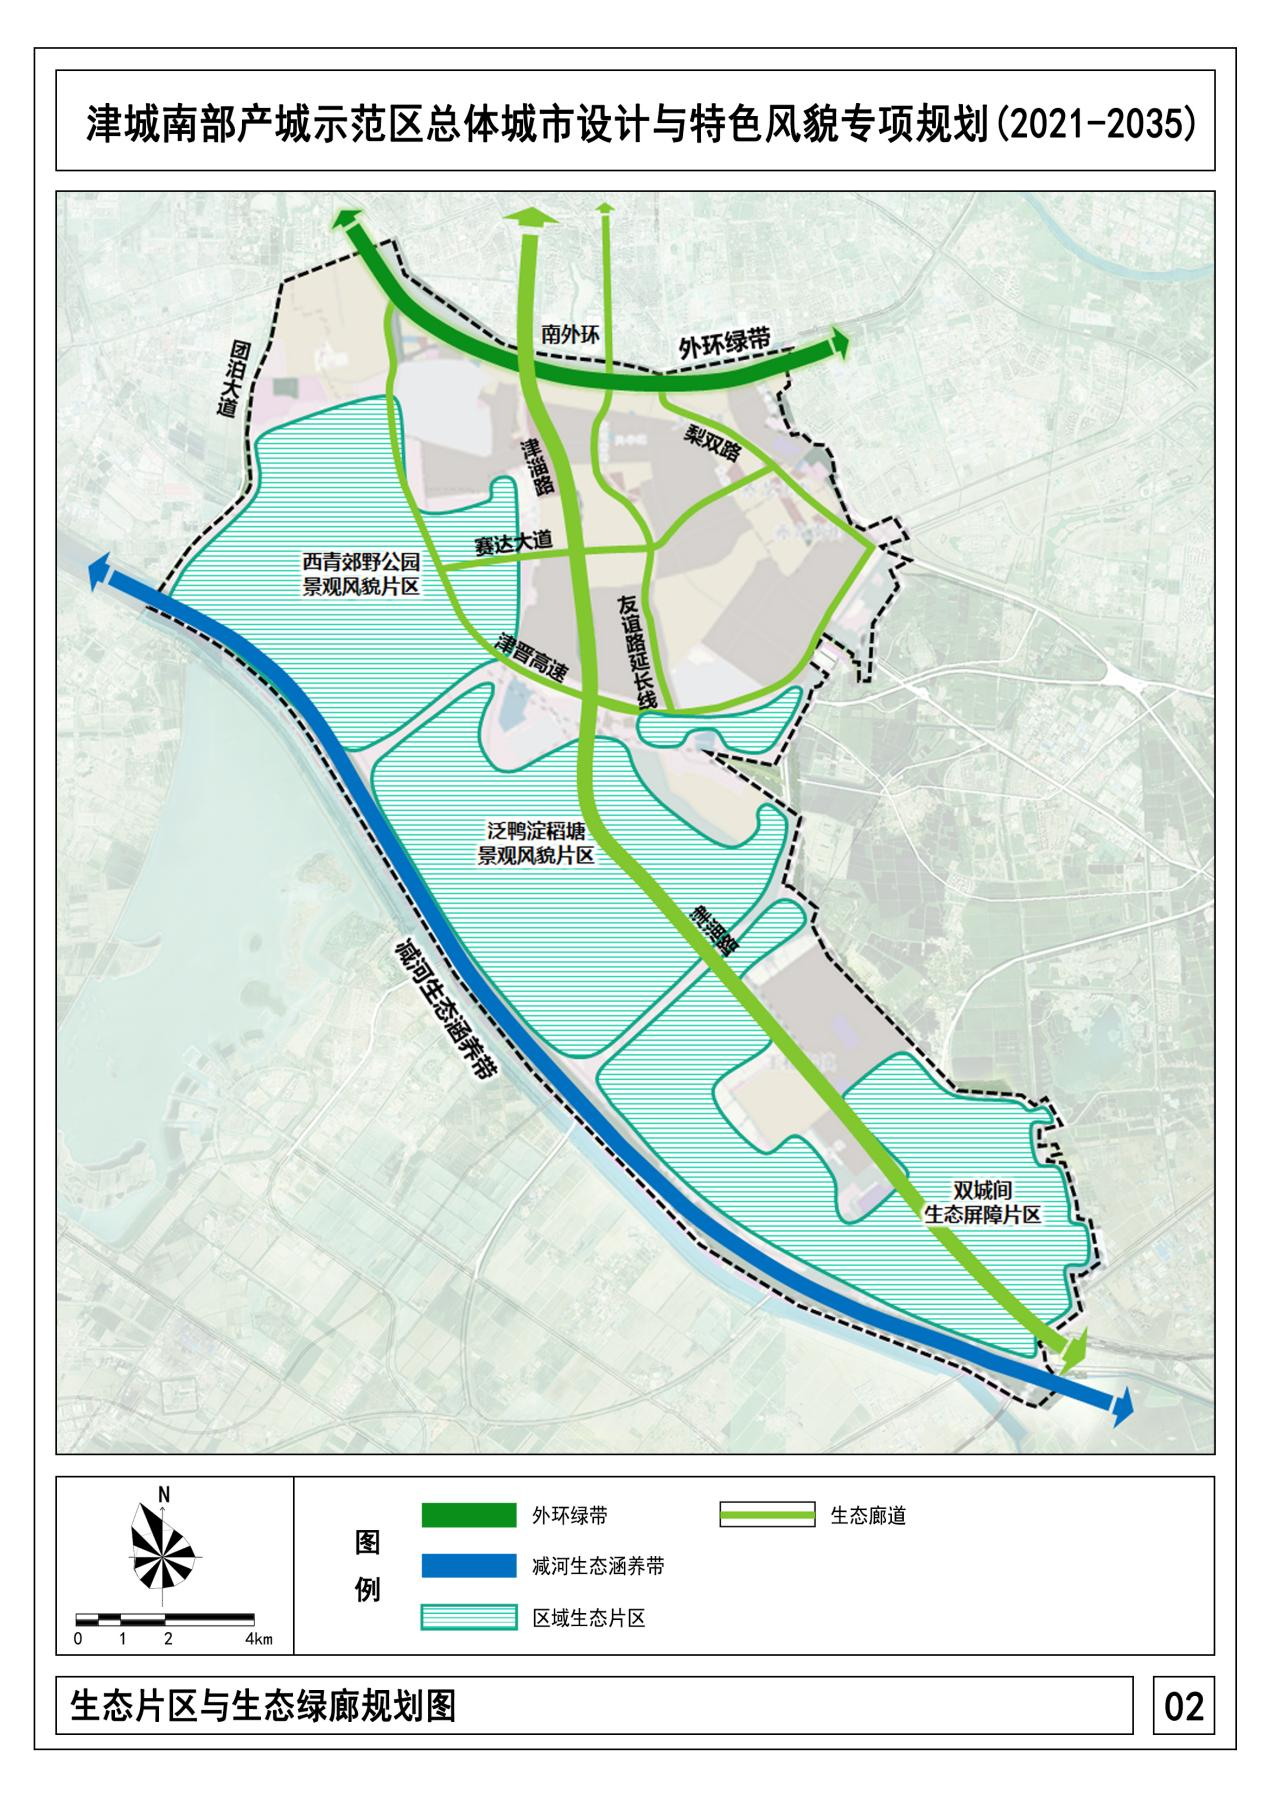 津城南部产城示范区总体城市设计与特色风貌专项规划(2021-2035)
南外环
外环绿带
团泊大道
梨双路
津淄路
赛达大道
西青郊野公园
景观风貌片区
友谊路延长线
津晋高速
泛鸭淀稻塘
景观风貌片区
津淄路
减河生态涵养带
双城间
生态屏障片区
N
0 1 2 4km
图例
外环绿带
生态廊道
减河生态涵养带
区域生态片区
生态片区与生态绿廊规划图
02